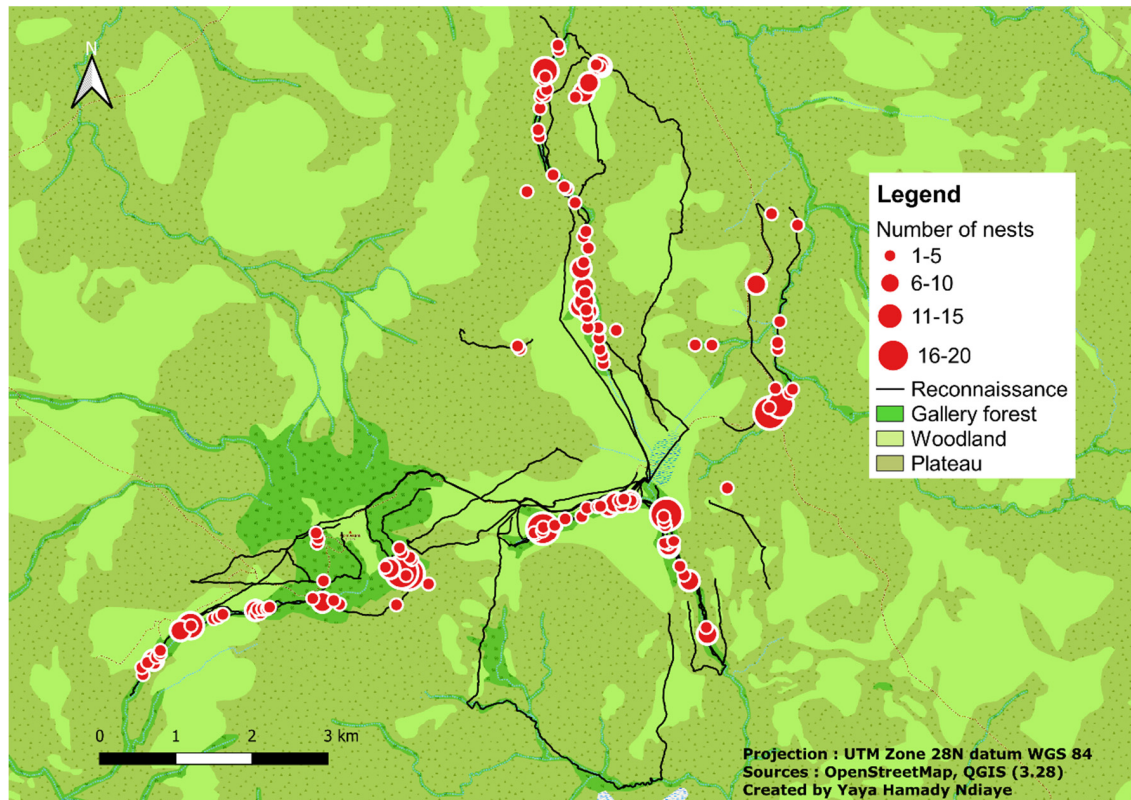 N
Legend
Number of nests
1-5
6-10
11-15
16-20
Reconnaissance
Gallery forest
Woodland
Plateau
0 1 2 3 km
Projection : UTM Zone 28N datum WGS 84
Sources : OpenStreetMap, QGIS (3.28)
Created by Yaya Hamady Ndiaye